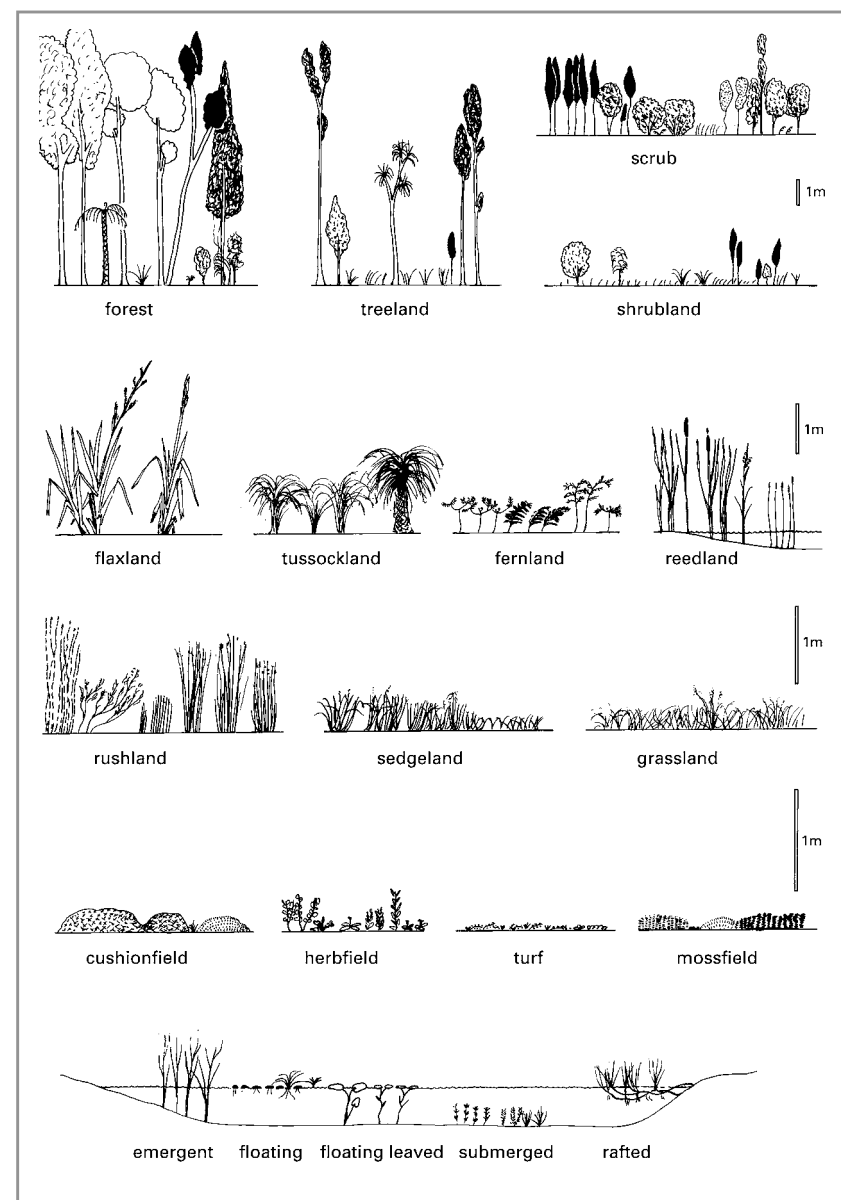 scrub
1m
forest treeland shrubland
1m
flaxland tussockland fernland reedland
1m
rushland sedgeland grassland
1m
cushionfield herbfield turf mossfield
emergent floating floating leaved submerged rafted